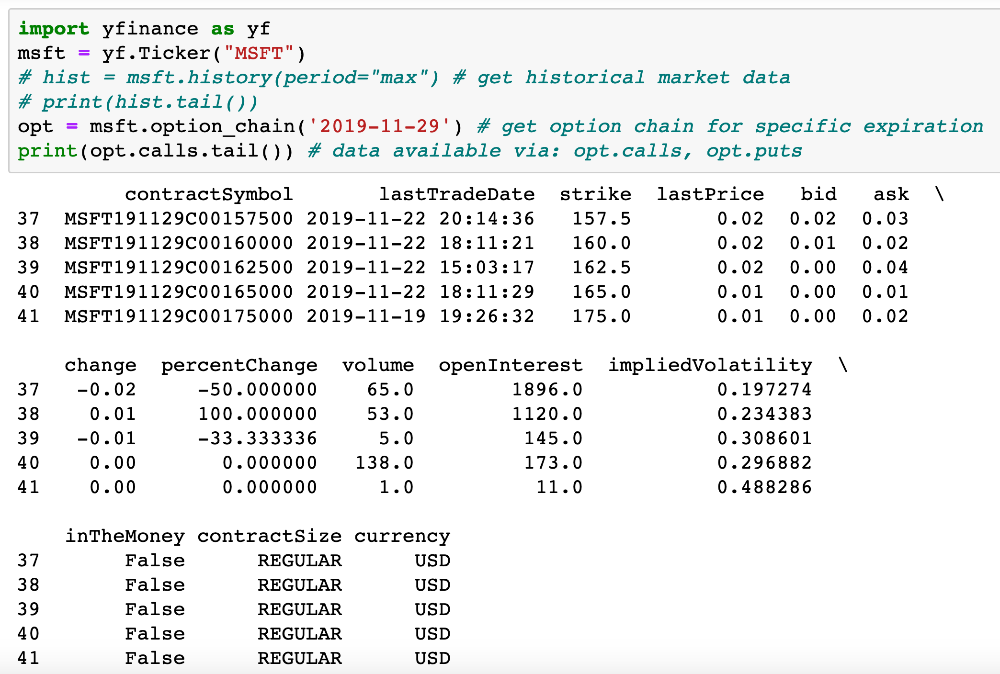 import yfinance as yf
msft = yf.Ticker("MSFT")
# hist = msft.history(period="max") # get historical market data
# print(hist.tail())
opt = msft.option_chain('2019-11-29') # get option chain for specific expiration
print(opt.calls.tail()) # data available via: opt.calls, opt.puts
contractSymbol lastTradeDate strike lastPrice bid ask \
37 MSFT191129C00157500 2019-11-22 20:14:36 157.5 0.02 0.02 0.03
38 MSFT191129C00160000 2019-11-22 18:11:21 160.0 0.02 0.01 0.02
39 MSFT191129C00162500 2019-11-22 15:03:17 162.5 0.02 0.00 0.04
40 MSFT191129C00165000 2019-11-22 18:11:29 165.0 0.01 0.00 0.01
41 MSFT191129C00175000 2019-11-19 19:26:32 175.0 0.01 0.00 0.02
change percentChange volume openInterest impliedVolatility \
37 -0.02 -50.000000 65.0 1896.0 0.197274
38 0.01 100.000000 53.0 1120.0 0.234383
39 -0.01 -33.333336 5.0 145.0 0.308601
40 0.00 0.000000 138.0 173.0 0.296882
41 0.00 0.000000 1.0 11.0 0.488286
inTheMoney contractSize currency
37 False REGULAR USD
38 False REGULAR USD
39 False REGULAR USD
40 False REGULAR USD
41 False REGULAR USD